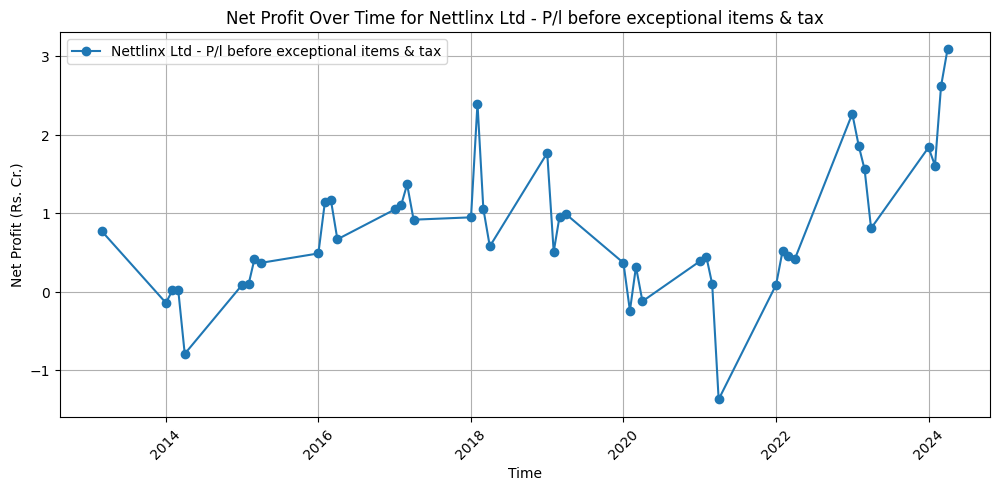 Net Profit Over Time for Nettlinx Ltd - P/l before exceptional items & tax
Nettlinx Ltd - P/l before exceptional items & tax
Net Profit (Rs. Cr.)
3
2
1
0
−1
2014
2016
2018
2020
2022
2024
Time